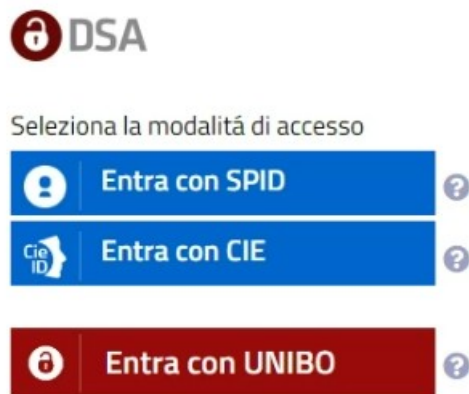 DSA
Seleziona la modalitá di accesso
Entra con SPID
?
Cie ID
Entra con CIE
?
Entra con UNIBO
?